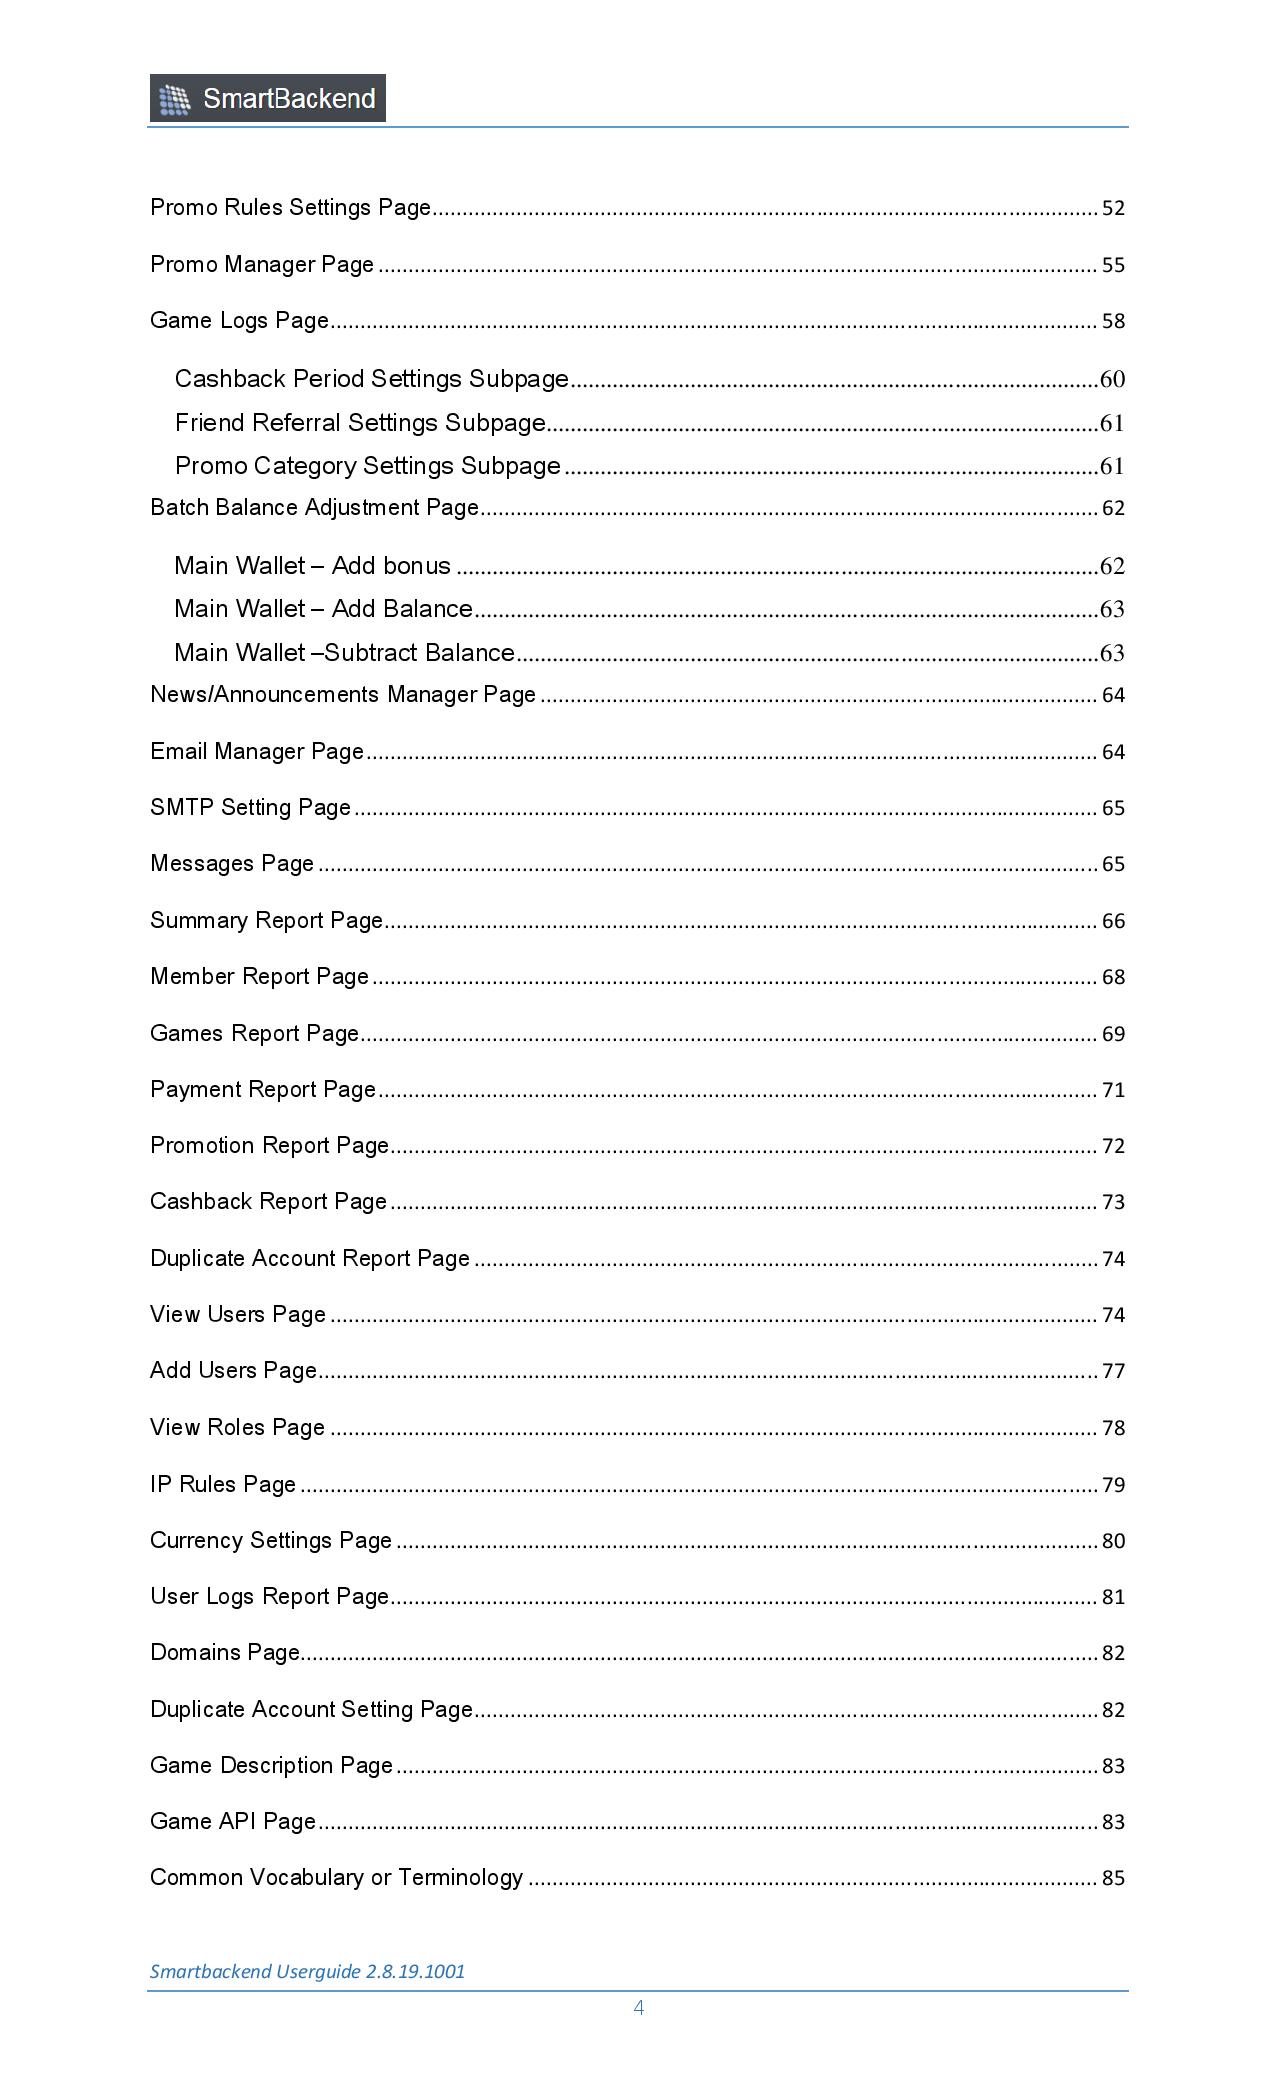 SmartBackend
Promo Rules Settings Page........................................52
Promo Manager Page........................................55
Game Logs Page........................................58
Cashback Period Settings Subpage........................................60
Friend Referral Settings Subpage........................................61
Promo Category Settings Subpage........................................61
Batch Balance Adjustment Page........................................62
Main Wallet – Add bonus........................................62
Main Wallet – Add Balance........................................63
Main Wallet –Subtract Balance........................................63
News/Announcements Manager Page........................................64
Email Manager Page........................................64
SMTP Setting Page........................................65
Messages Page........................................65
Summary Report Page........................................66
Member Report Page........................................68
Games Report Page........................................69
Payment Report Page........................................71
Promotion Report Page........................................72
Cashback Report Page........................................73
Duplicate Account Report Page........................................74
View Users Page........................................74
Add Users Page........................................77
View Roles Page........................................78
IP Rules Page........................................79
Currency Settings Page........................................80
User Logs Report Page........................................81
Domains Page........................................82
Duplicate Account Setting Page........................................82
Game Description Page........................................83
Game API Page........................................83
Common Vocabulary or Terminology........................................85
Smartbackend Userguide 2.8.19.1001
4